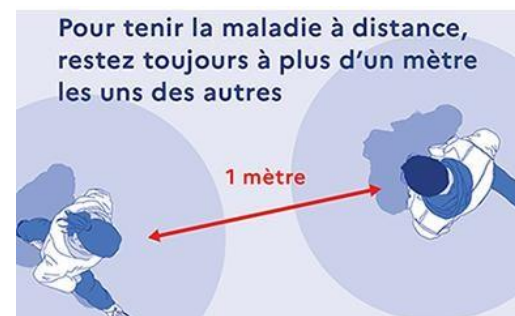 Pour tenir la maladie à distance,
restez toujours à plus d'un mètre
les uns des autres
1 mètre